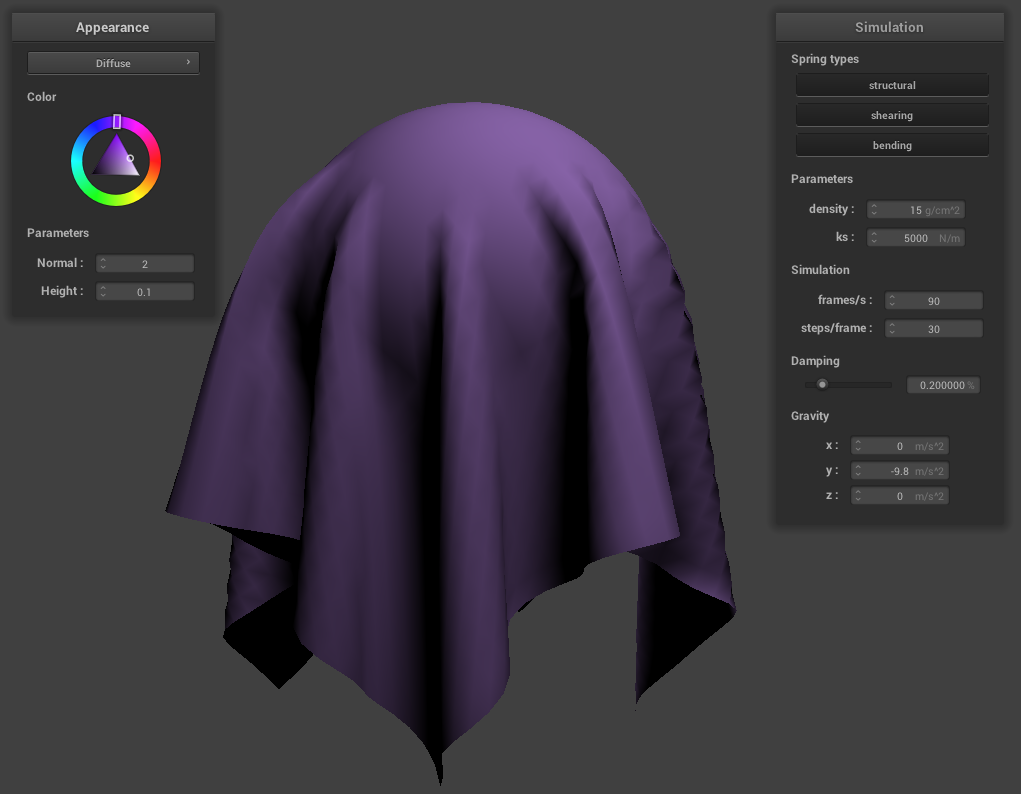 Appearance
Diffuse
Color
Parameters
Normal : 2
Height : 0.1
Simulation
Spring types
structural
shearing
bending
Parameters
density : 15 g/cm^2
ks : 5000 N/m
Simulation
frames/s : 90
steps/frame : 30
Damping
0.200000 %
Gravity
x : 0 m/s^2
y : -9.8 m/s^2
z : 0 m/s^2